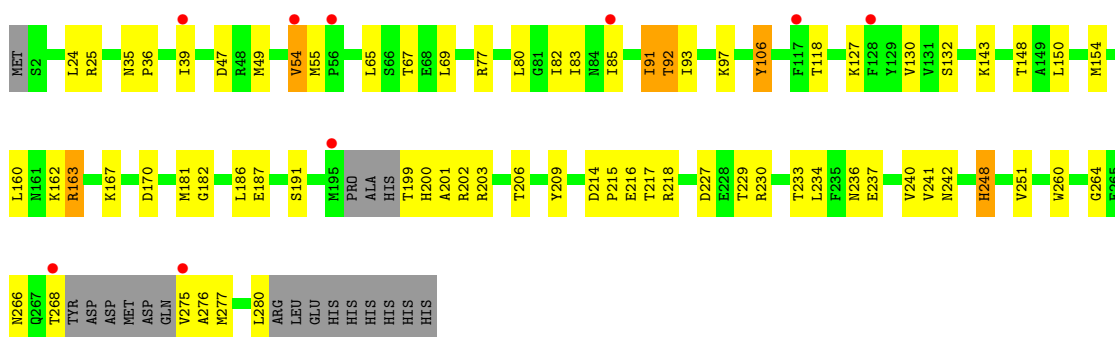 MET S2 L24 R25 N35 P36 I39 D47 R48 M49 V54 M55 P56 L65 S66 T67 E68 L69 R77 L80 G81 I82 I83 N84 I85 I91 T92 I93 K97 Y106 F117 T118 K127 F128 Y129 V130 V131 S132 K143 T148 A149 L150 M154
L160 N161 K162 R163 K167 D170 M181 G182 L186 E187 S191 M195 PRO ALA HIS T199 H200 A201 R202 R203 T206 Y209 D214 P215 E216 T217 R218 D227 E228 T229 R230 T233 L234 F235 N236 E237 V240 V241 N242 H248 V251 W260 G264 E265
N266 Q267 T268 TYR ASP ASP MET ASP GLN V275 A276 M277 L280 ARG LEU GLU HIS HIS HIS HIS HIS HIS